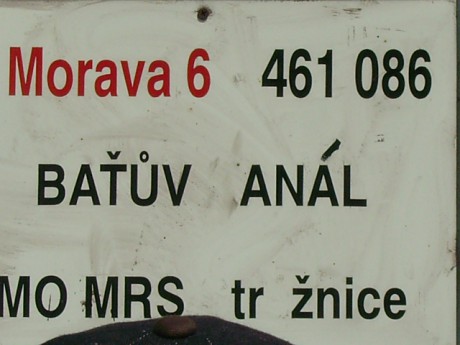 Morava 6 461 086
BAŤŮV ANÁL
MO MRS tr žnice